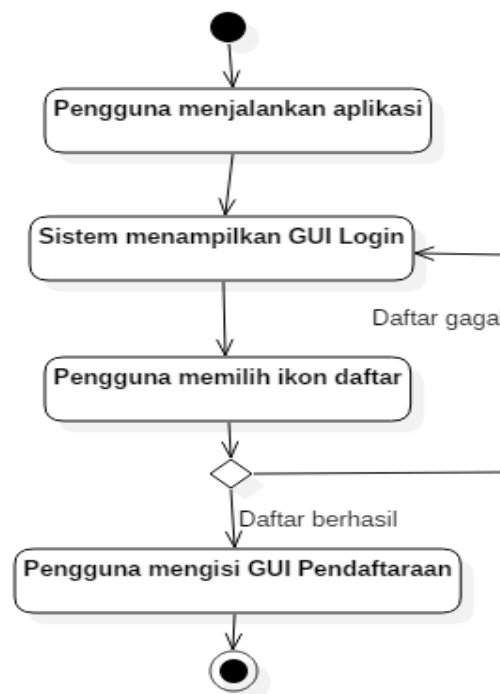 Pengguna menjalankan aplikasi
Sistem menampilkan GUI Login
Daftar gaga
Pengguna memilih ikon daftar
Daftar berhasil
Pengguna mengisi GUI Pendaftaraan